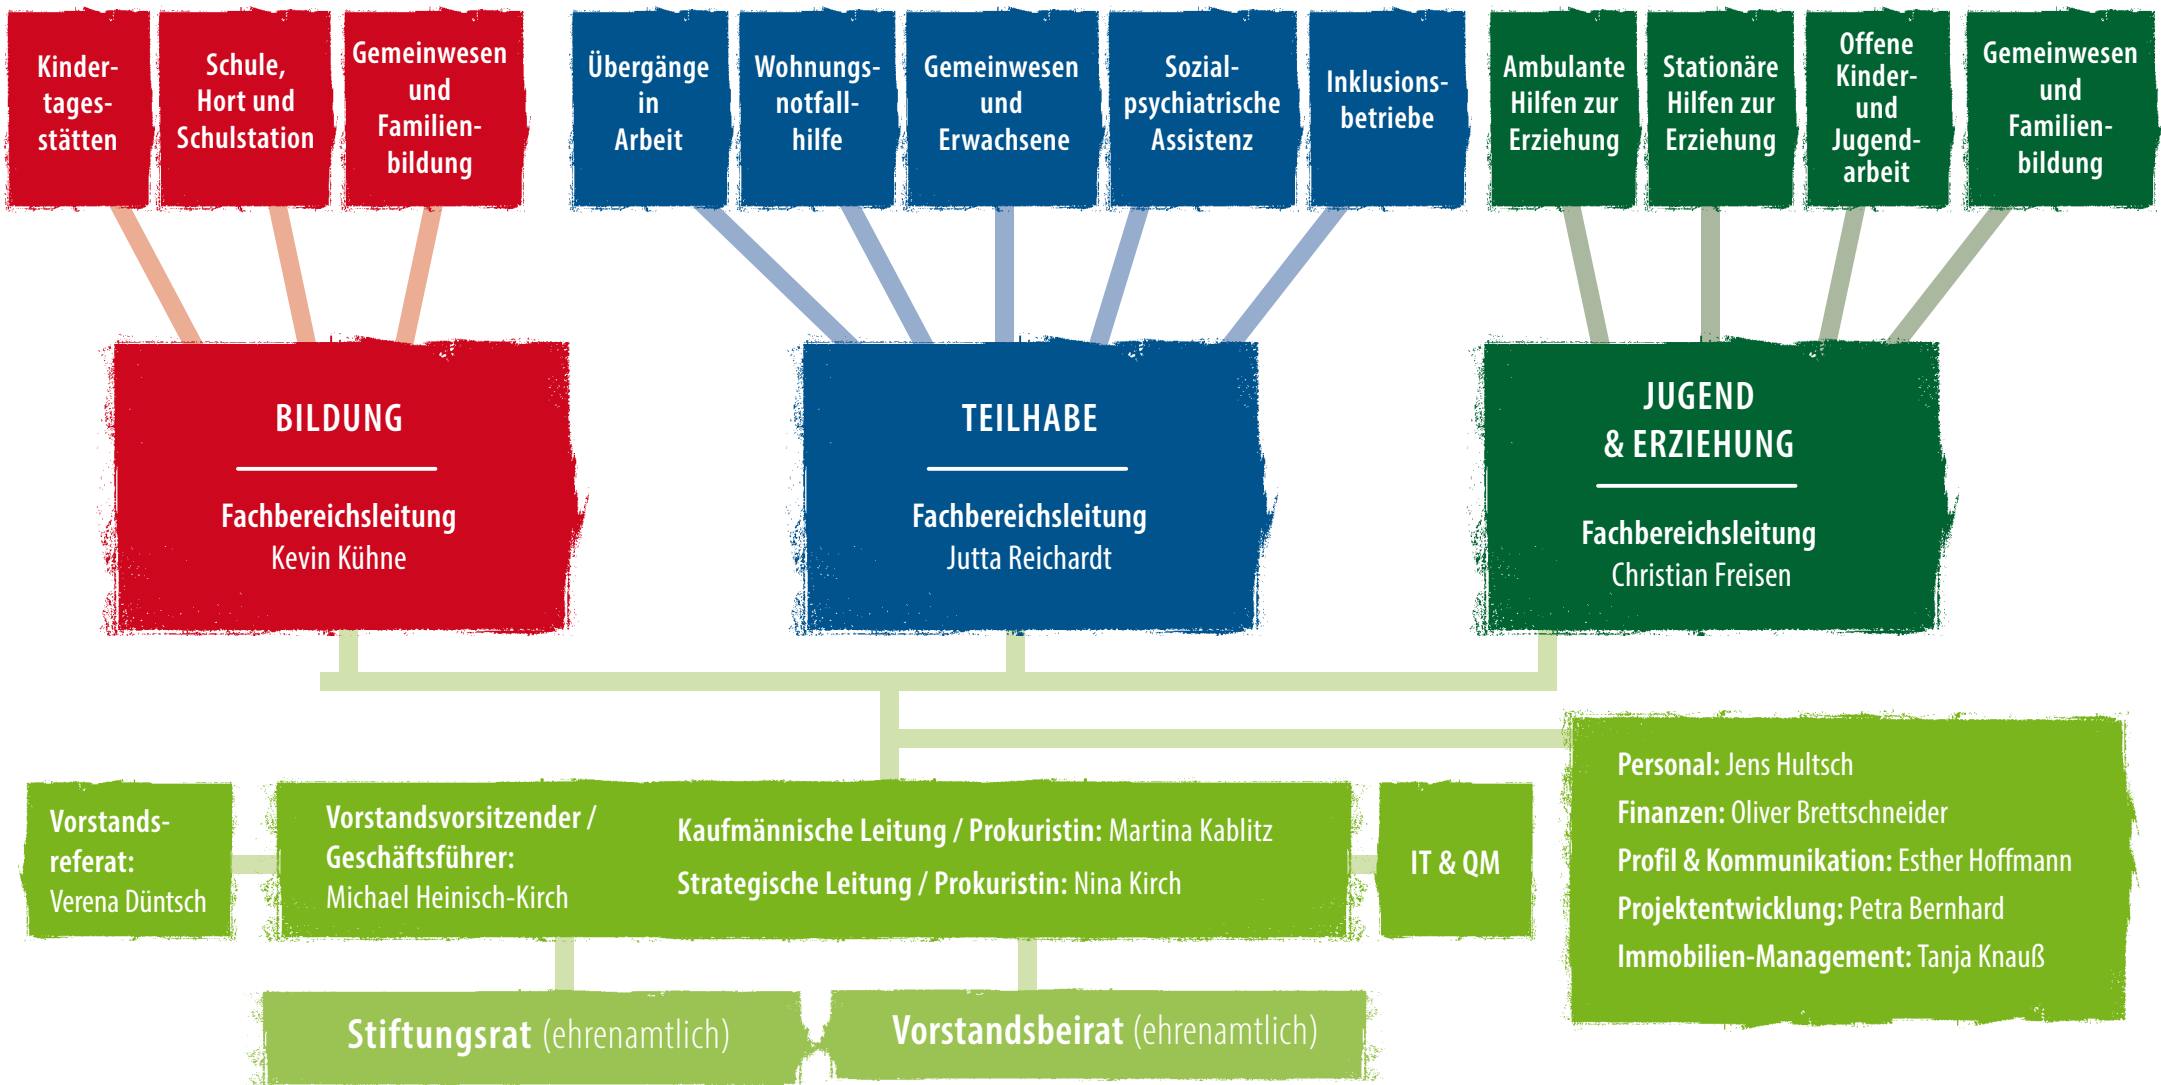 Kinder-
tages-
stätten
Schule,
Hort und
Schulstation
Gemeinwesen
und
Familien-
bildung
Übergänge
in
Arbeit
Wohnungs-
notfall-
hilfe
Gemeinwesen
und
Erwachsene
Sozial-
psychiatrische
Assistenz
Inklusions-
betriebe
Ambulante
Hilfen zur
Erziehung
Stationäre
Hilfen zur
Erziehung
Offene
Kinder-
und
Jugend-
arbeit
Gemeinwesen
und
Familien-
bildung
BILDUNG
Fachbereichsleitung
Kevin Kühne
TEILHABE
Fachbereichsleitung
Jutta Reichardt
JUGEND
& ERZIEHUNG
Fachbereichsleitung
Christian Freisen
Vorstands-
referat:
Verena Düntsch
Vorstandsvorsitzender /
Geschäftsführer:
Michael Heinisch-Kirch
Kaufmännische Leitung / Prokuristin: Martina Kablitz
Strategische Leitung / Prokuristin: Nina Kirch
IT & QM
Personal: Jens Hultsch
Finanzen: Oliver Brettschneider
Profil & Kommunikation: Esther Hoffmann
Projektentwicklung: Petra Bernhard
Immobilien-Management: Tanja Knauß
Stiftungsrat (ehrenamtlich)
Vorstandsbeirat (ehrenamtlich)